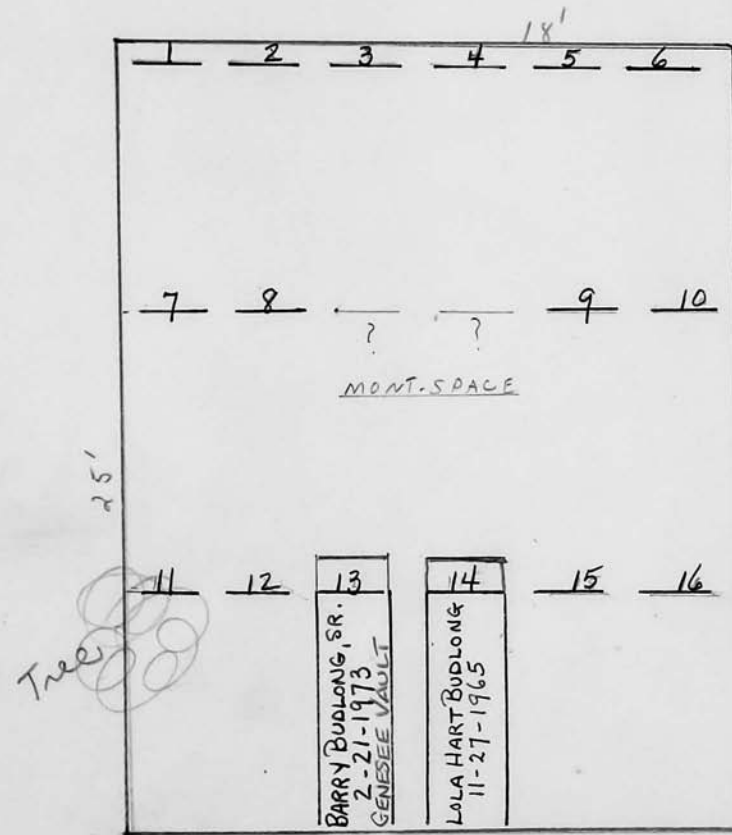 18'
1 2 3 4 5 6
7 8 9 10
? ?
MONT. SPACE
25'
11 12 13 14 15 16
Tree
BARRY BUDLONG, SR.
2-21-1973
GENESEE VAULT
LOLA HART BUDLONG
11-27-1965